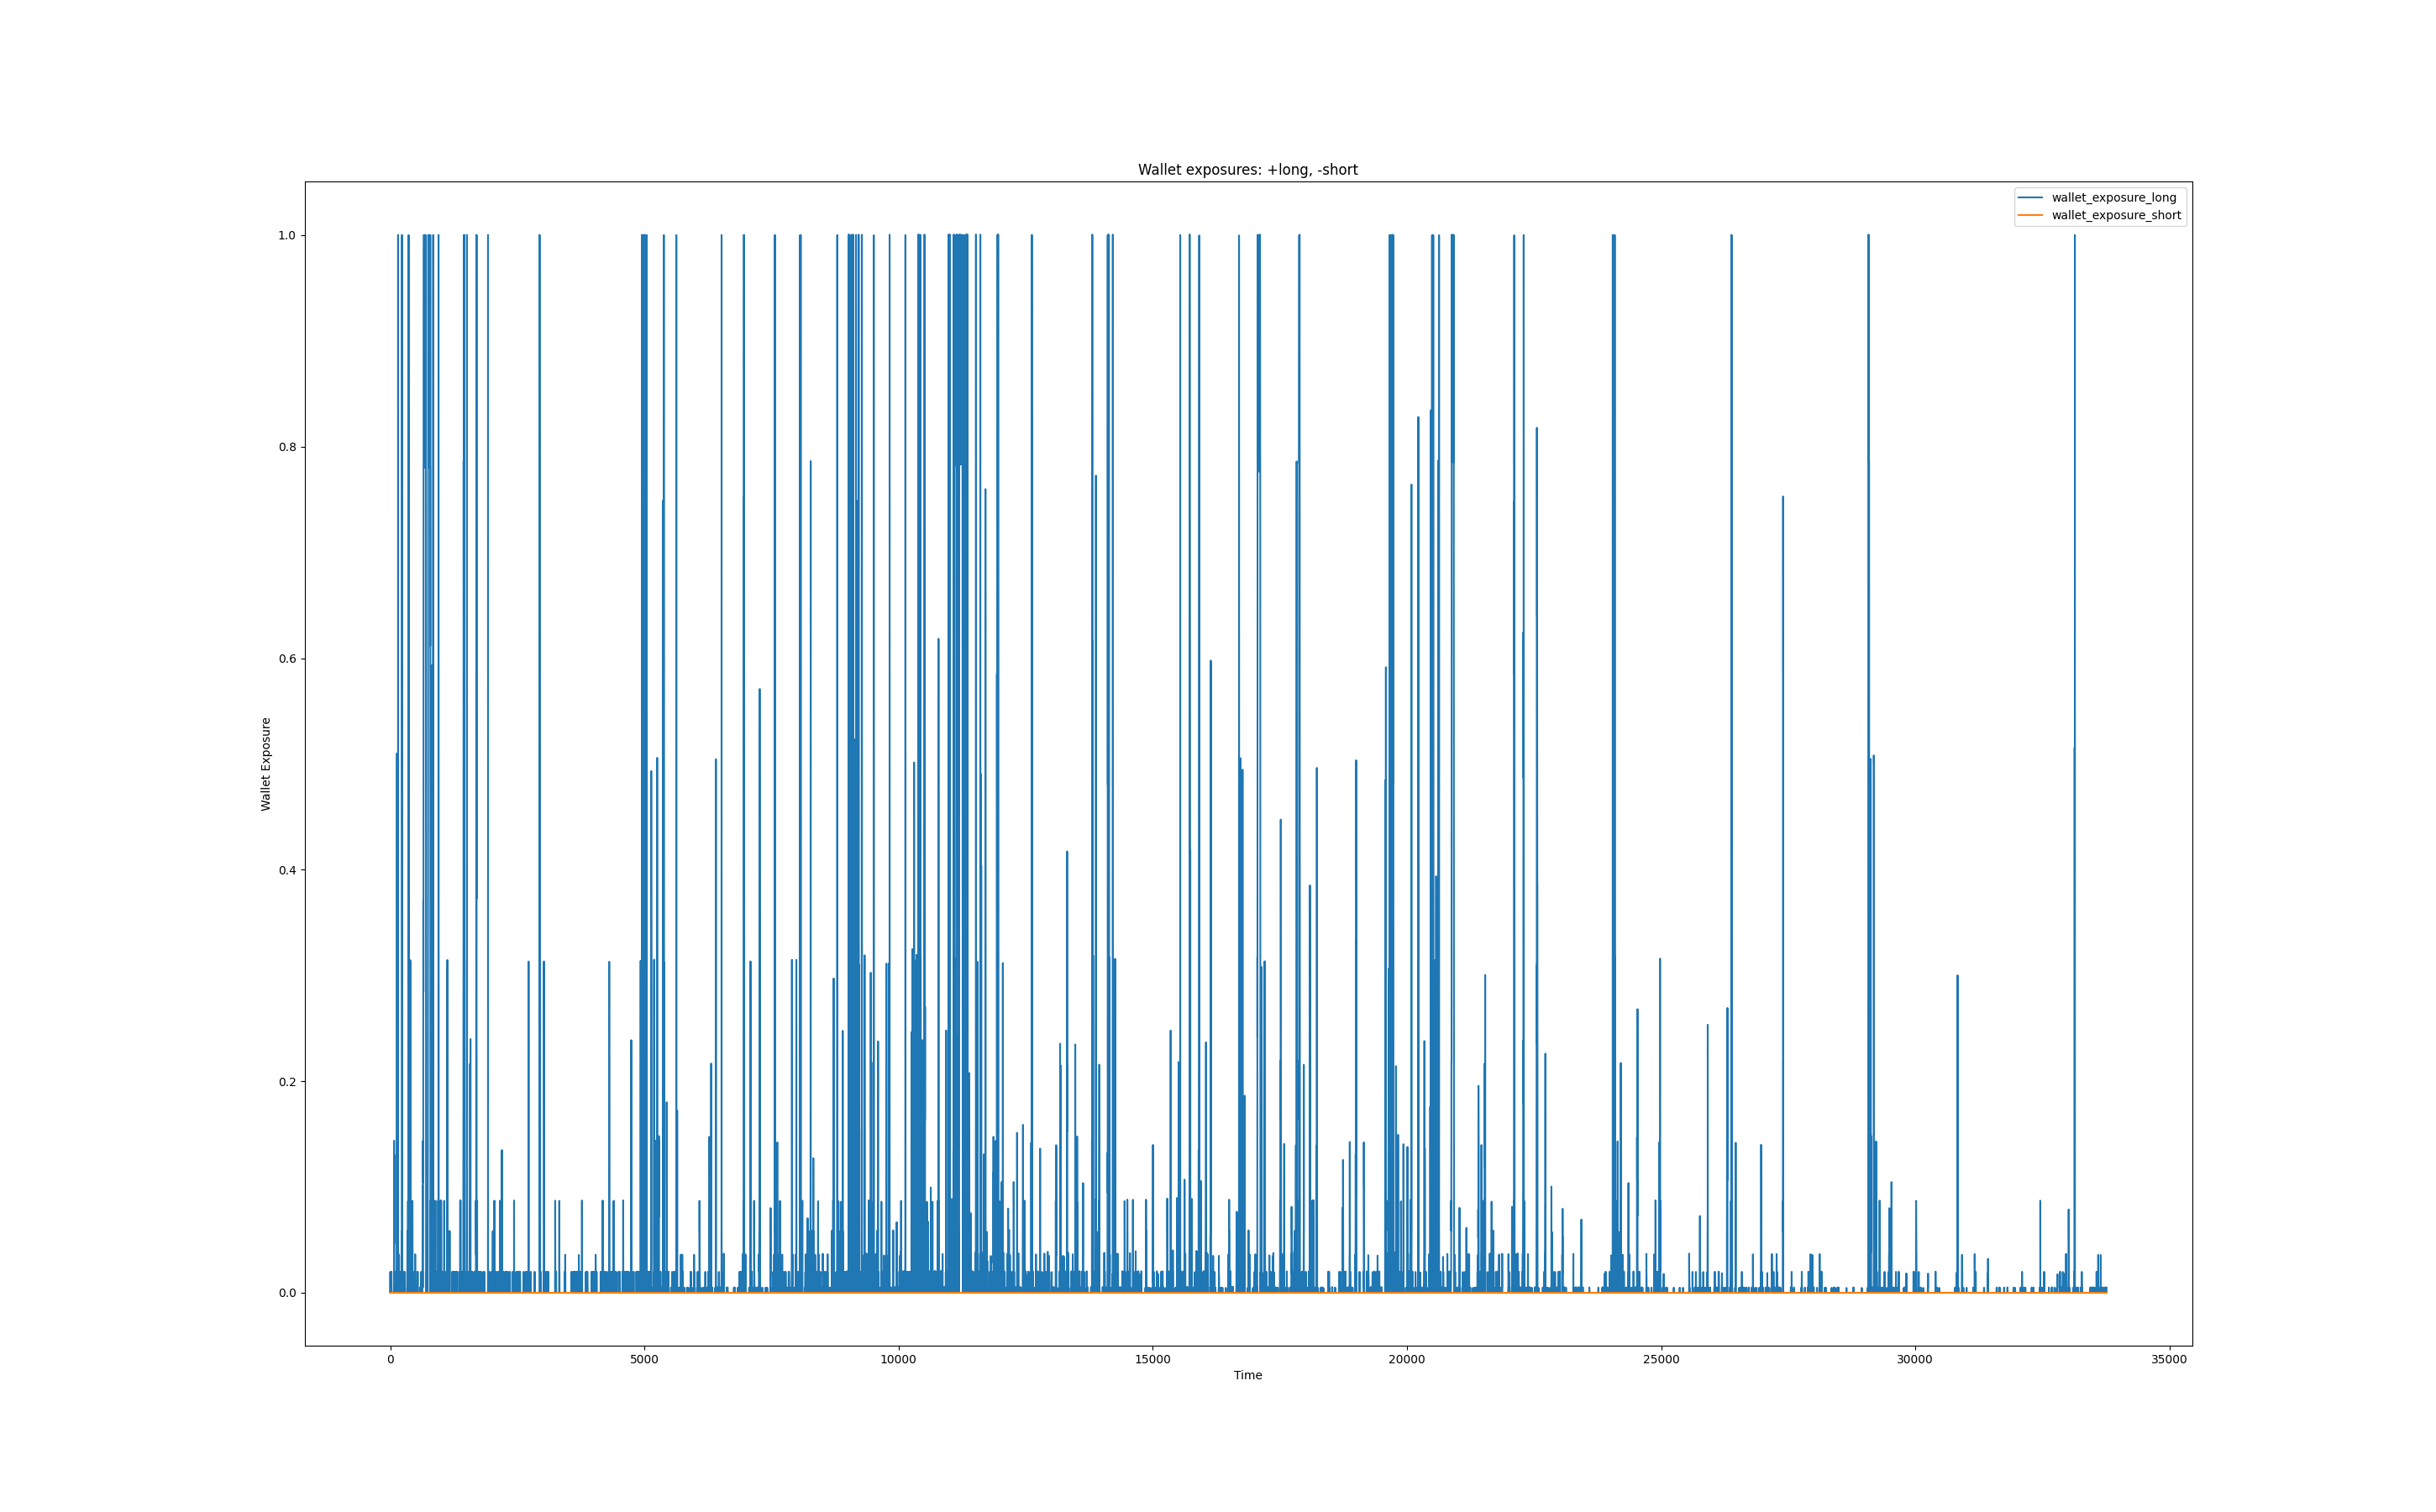 Wallet exposures: +long, -short
wallet_exposure_long
wallet_exposure_short
1.0
0.8
0.6
0.4
0.2
0.0
Wallet Exposure
0 5000 10000 15000 20000 25000 30000 35000
Time